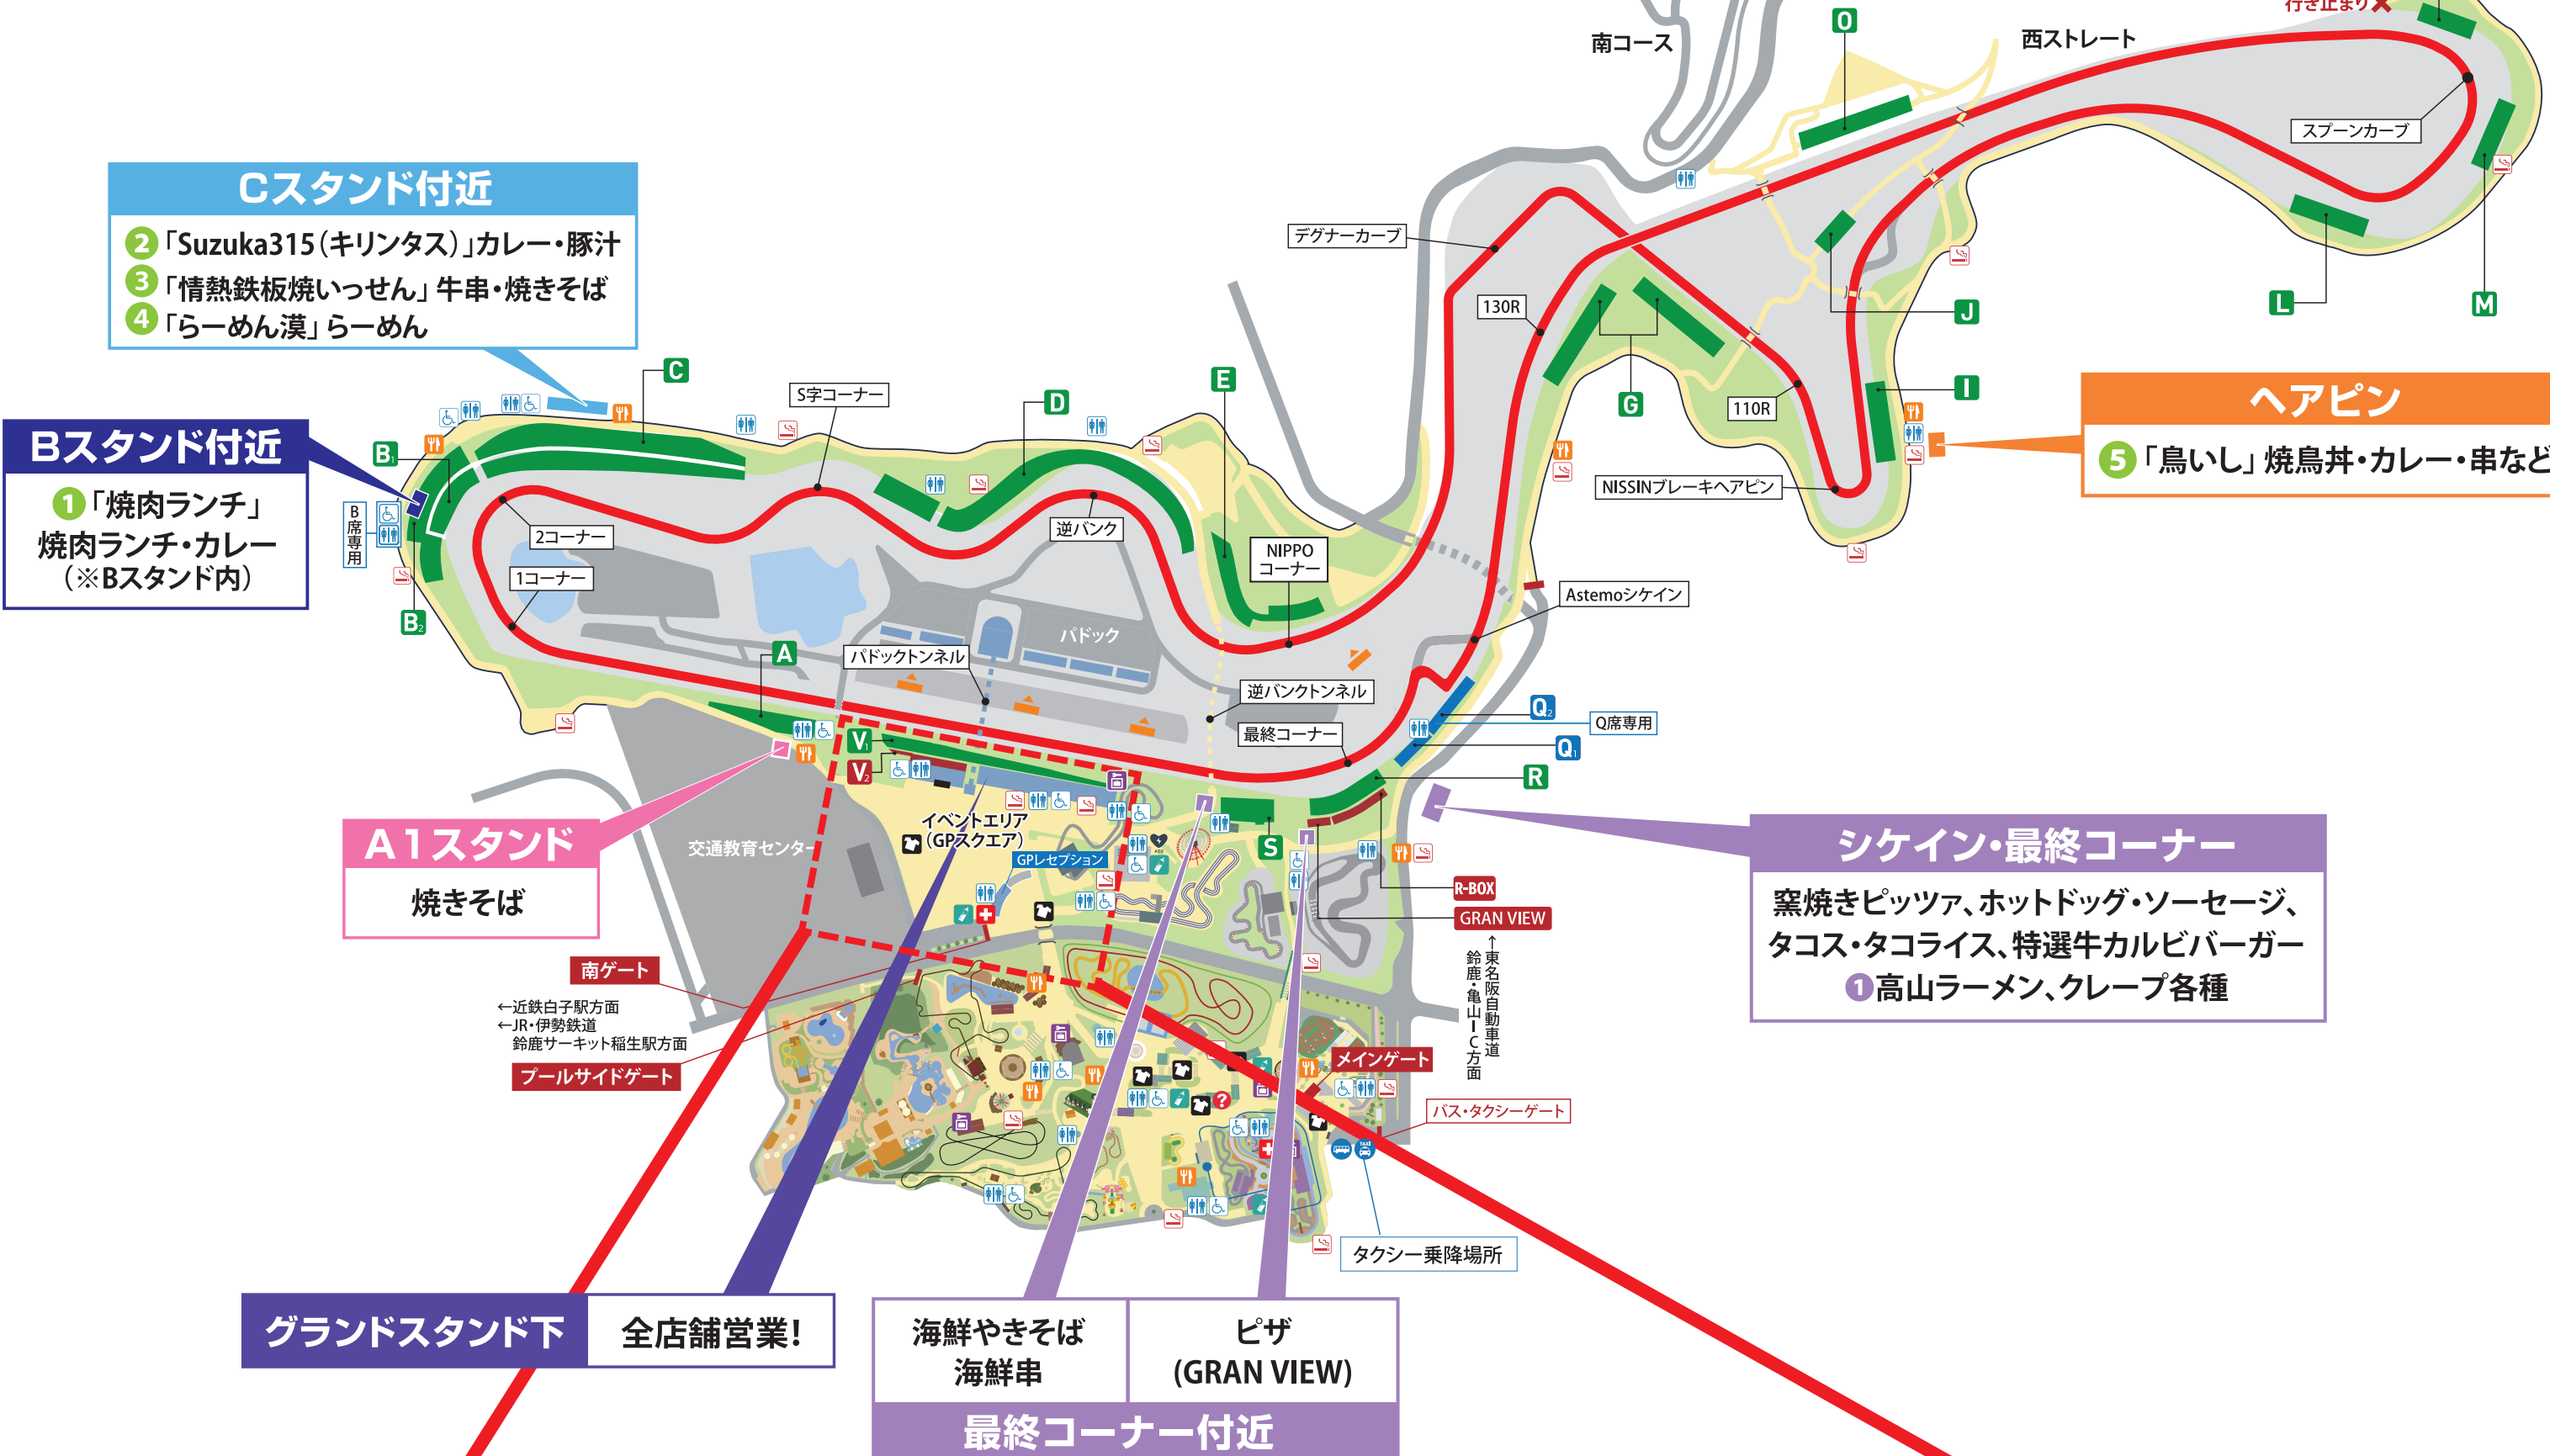 行き止まり
O
南コース
西ストレート
スプーンカーブ
Cスタンド付近
❷「Suzuka315（キリンタス）」カレー・豚汁
❸「情熱鉄板焼いっせん」牛串・焼きそば
❹「らーめん漠」らーめん
デグナーカーブ
130R
J
L
M
C
S字コーナー
D
E
G
110R
I
ヘアピン
❺「鳥いし」焼鳥丼・カレー・串など
Bスタンド付近
❶「焼肉ランチ」
焼肉ランチ・カレー
（※Bスタンド内）
B1
B席専用
2コーナー
逆バンク
NISSINブレーキヘアピン
NIPPO
コーナー
1コーナー
B2
Astemoシケイン
パドック
A
パドックトンネル
逆バンクトンネル
Q2
Q席専用
最終コーナー
V1
Q1
V2
R
イベントエリア
（GPスクエア）
A1スタンド
焼きそば
交通教育センター
GPレセプション
AED
S
シケイン・最終コーナー
窯焼きピッツァ、ホットドッグ・ソーセージ、
タコス・タコライス、特選牛カルビバーガー
❶高山ラーメン、クレープ各種
R-BOX
GRAN VIEW
↑東名阪自動車道
鈴鹿・亀山IC方面
南ゲート
←近鉄白子駅方面
←JR・伊勢鉄道
鈴鹿サーキット稲生駅方面
プールサイドゲート
メインゲート
?
バス・タクシーゲート
TAXI
タクシー乗降場所
グランドスタンド下
全店舗営業！
海鮮やきそば
海鮮串
ピザ
(GRAN VIEW)
最終コーナー付近